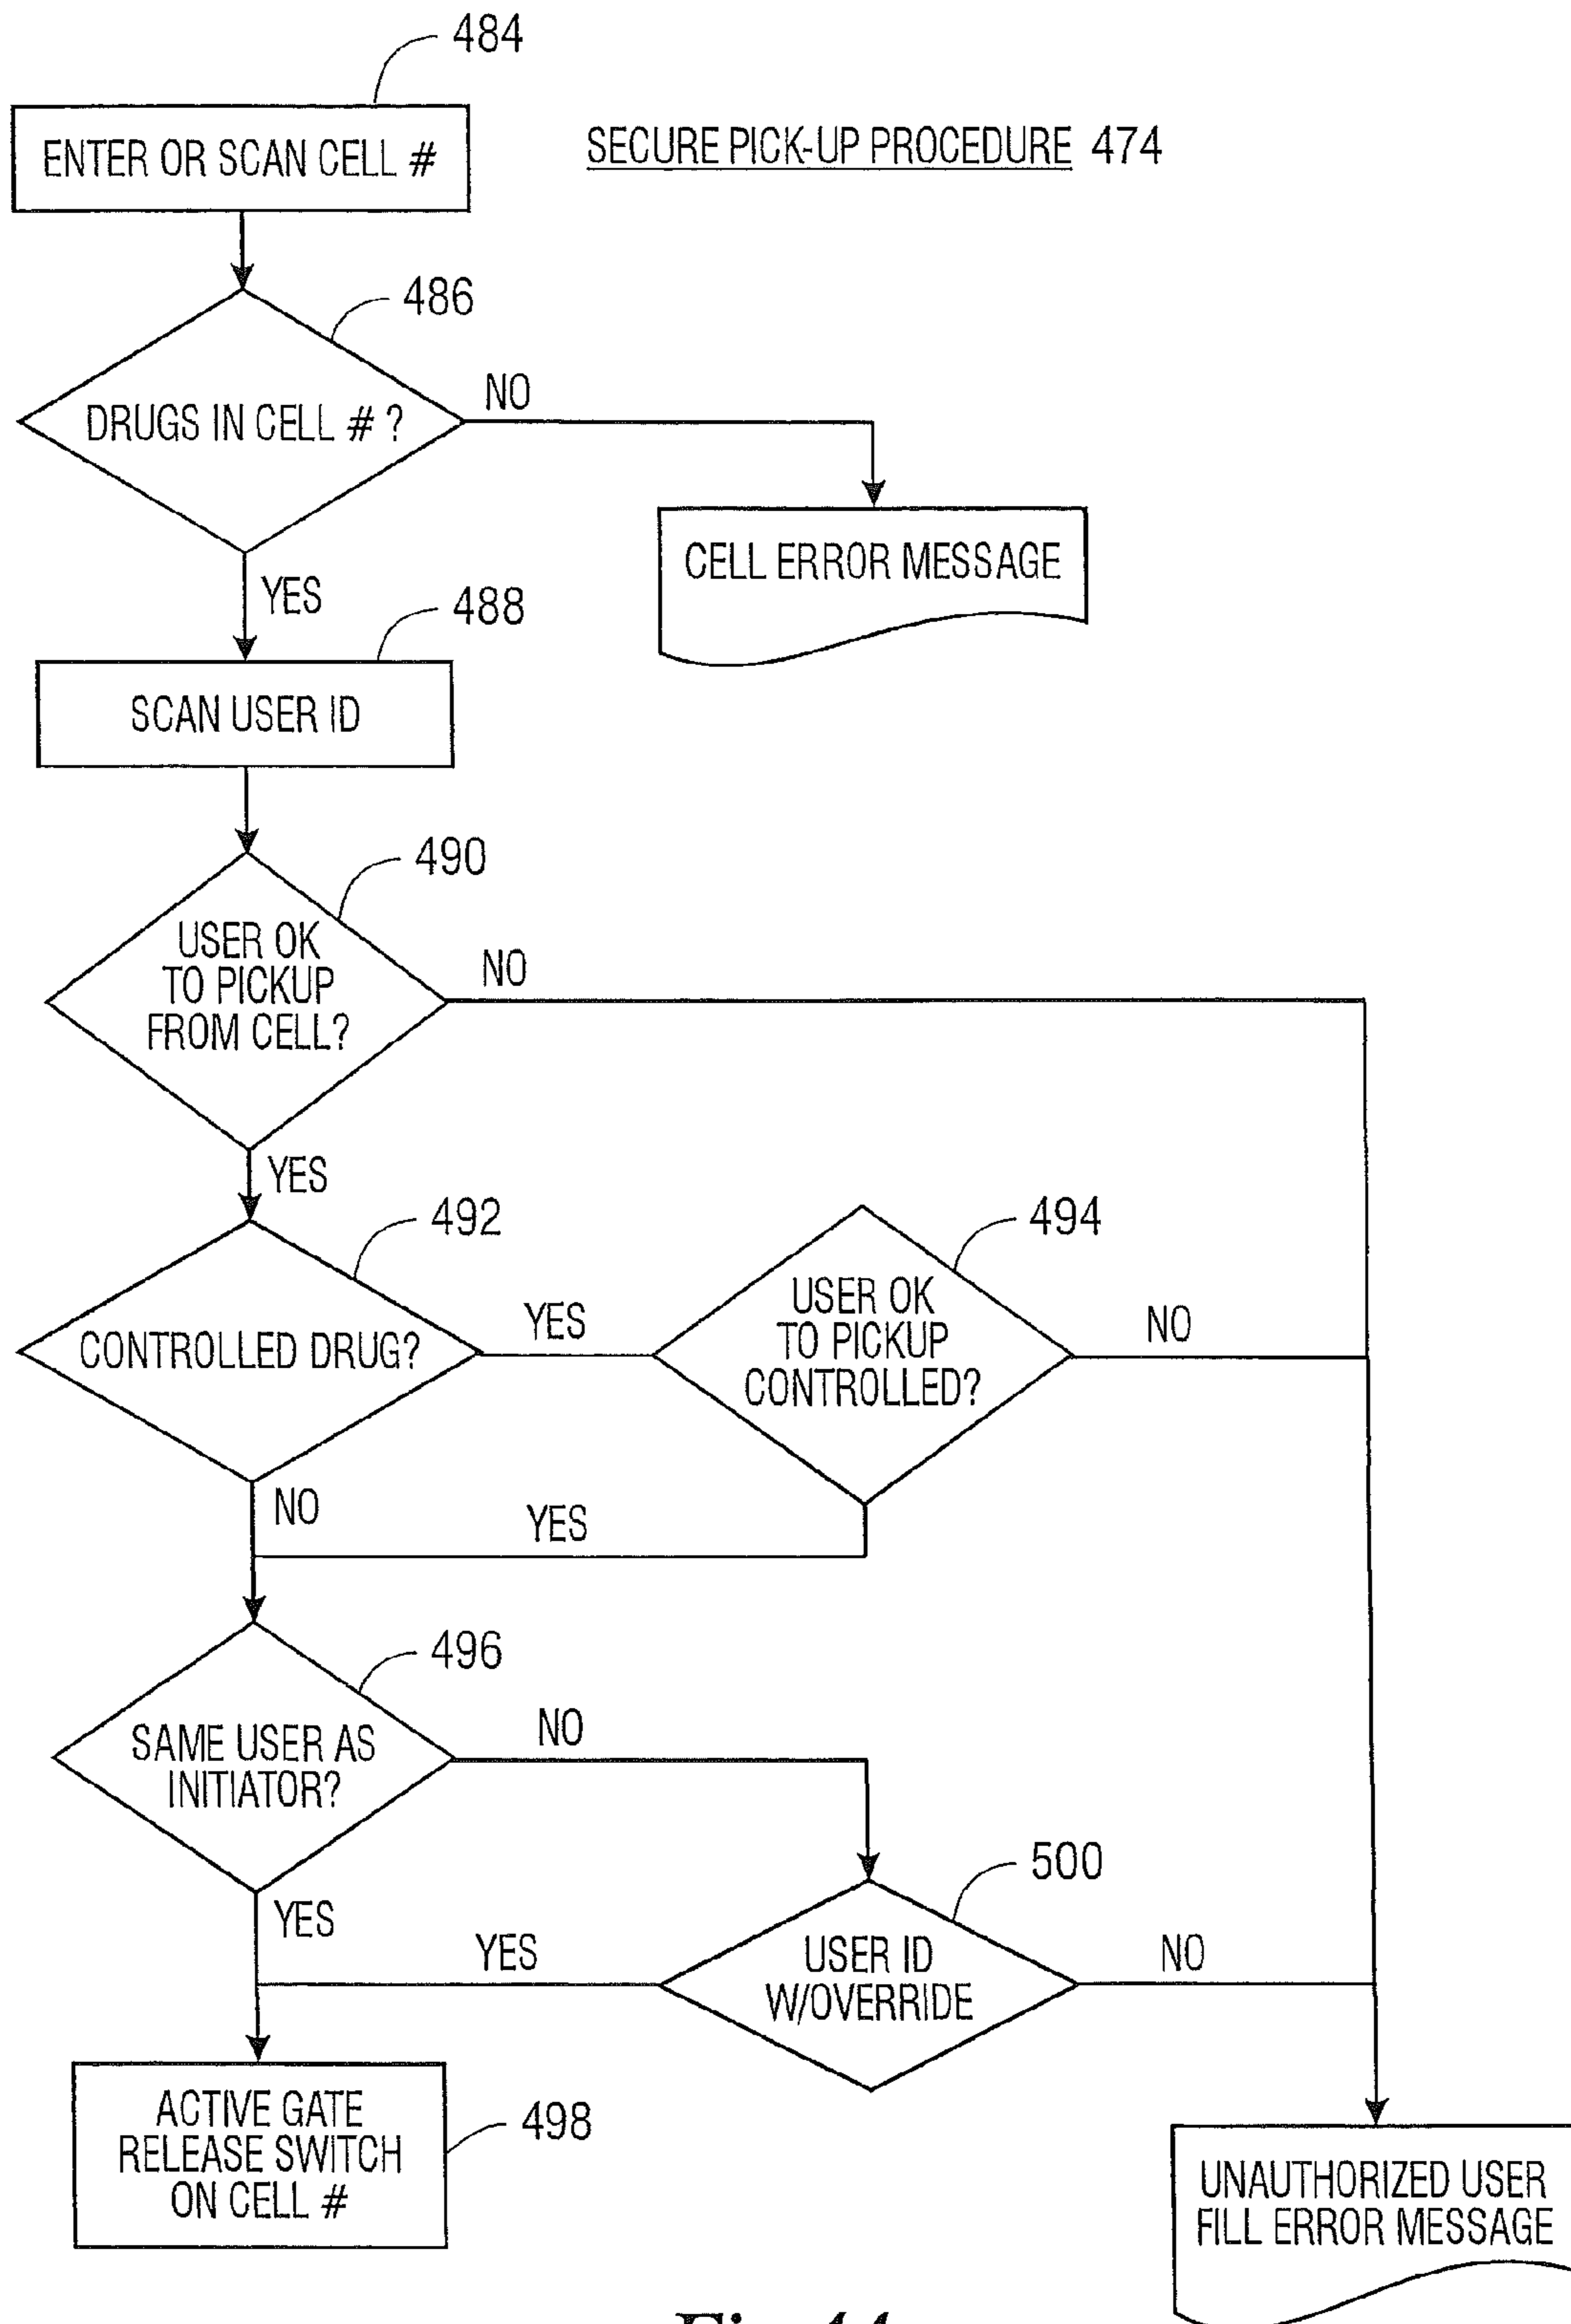 484
ENTER OR SCAN CELL #
SECURE PICK-UP PROCEDURE 474
486
DRUGS IN CELL # ?
NO
CELL ERROR MESSAGE
YES
488
SCAN USER ID
490
USER OK
TO PICKUP
FROM CELL?
NO
YES
492
CONTROLLED DRUG?
YES
494
USER OK
TO PICKUP
CONTROLLED?
NO
NO
YES
496
SAME USER AS
INITIATOR?
NO
YES
500
USER ID
W/OVERRIDE
YES
NO
ACTIVE GATE
RELEASE SWITCH
ON CELL #
498
UNAUTHORIZED USER
FILL ERROR MESSAGE